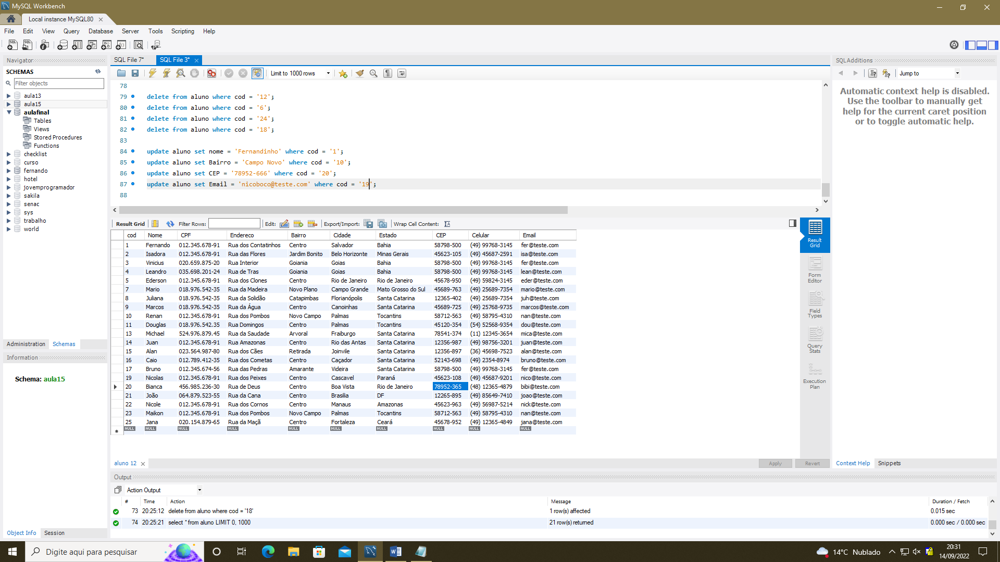 MySQL Workbench
Local instance MySQL80
File Edit View Query Database Server Tools Scripting Help
Navigator
SCHEMAS
Filter objects
aula13
aula15
aulafinal
Tables
Views
Stored Procedures
Functions
checklist
curso
fernando
hotel
jovemprogramador
sakila
senac
sys
trabalho
world
Administration Schemas
Information
Schema: aula15
Object Info Session
SQL File 7* SQL File 3*
Limit to 1000 rows
78
79 delete from aluno where cod = '12';
80 delete from aluno where cod = '6';
81 delete from aluno where cod = '24';
82 delete from aluno where cod = '18';
83
84 update aluno set nome = 'Fernandinho' where cod = '1';
85 update aluno set Bairro = 'Campo Novo' where cod = '10';
86 update aluno set CEP = '78952-666' where cod = '20';
87 update aluno set Email = 'nicoboco@teste.com' where cod = '19';
88
Result Grid Filter Rows: Edit: Export/Import: Wrap Cell Content:
cod Nome CPF Endereco Bairro Cidade Estado CEP Celular Email
1 Fernando 012.345.678-91 Rua dos Contatinhos Centro Salvador Bahia 58798-500 (49) 99768-3145 fer@teste.com
2 Isadora 012.345.678-91 Rua das Flores Jardim Bonito Belo Horizonte Minas Gerais 45623-105 (49) 45687-2591 isa@teste.com
3 Vinicius 020.659.875-20 Rua Interior Goiania Goias Bahia 58798-500 (49) 99768-3145 fer@teste.com
4 Leandro 035.698.201-24 Rua de Tras Goiania Goias Bahia 58798-500 (49) 99768-3145 lean@teste.com
5 Ederson 012.345.678-91 Rua dos Clones Centro Rio de Janeiro Rio de Janeiro 45678-950 (49) 59824-3145 eder@teste.com
7 Mario 018.976.542-35 Rua da Madeira Novo Plano Campo Grande Mato Grosso do Sul 45689-763 (49) 25689-7354 mario@teste.com
8 Juliana 018.976.542-35 Rua da Solidão Catapimbas Florianópolis Santa Catarina 12365-402 (49) 25689-7354 juh@teste.com
9 Marcos 018.976.542-35 Rua da Água Centro Canoinhas Santa Catarina 45689-725 (49) 25768-9735 marcos@teste.com
10 Renan 012.345.678-91 Rua dos Pombos Novo Campo Palmas Tocantins 58712-563 (49) 58795-4310 nan@teste.com
11 Douglas 018.976.542.35 Rua Domingos Centro Palmas Tocantins 45120-354 (54) 52568-9354 dou@teste.com
13 Michael 524.976.879.45 Rua da Saudade Arvoral Fraiburgo Santa Catarina 78541-374 (11) 12345-3654 mica@teste.com
14 Juan 012.345.678-91 Rua Amazonas Centro Rio das Antas Santa Catarina 12356-987 (49) 98756-3201 juan@teste.com
15 Alan 023.564.987-80 Rua dos Cães Retirada Joinvile Santa Catarina 12356-897 (36) 45698-7523 alan@teste.com
16 Caio 012.789.412-35 Rua dos Cometas Centro Caçador Santa Catarina 52143-698 (49) 2354-8974 bruno@teste.com
17 Bruno 012.345.674-56 Rua das Pedras Amarante Videira Santa Catarina 58798-500 (49) 99768-3145 fer@teste.com
19 Nicolas 012.345.678-91 Rua dos Peixes Centro Cascavel Paraná 45623-108 (49) 45687-9201 nico@teste.com
20 Bianca 456.985.236-30 Rua de Deus Centro Boa Vista Rio de Janeiro 78952-365 (48) 12365-4879 bibi@teste.com
21 João 064.879.523-55 Rua da Cana Centro Brasilia DF 12265-895 (49) 85649-7410 joao@teste.com
22 Nicole 012.345.678-91 Rua dos Cornos Centro Manaus Amazonas 45623-963 (49) 56987-5214 nick@teste.com
23 Maikon 012.345.678-91 Rua dos Pombos Novo Campo Palmas Tocantins 58712-563 (49) 58795-4310 nan@teste.com
25 Jana 020.154.879-65 Rua da Maçã Centro Fortaleza Ceará 45678-952 (49) 12365-4849 jana@teste.com
NULL NULL NULL NULL NULL NULL NULL NULL NULL NULL
Result
Grid
Form
Editor
Field
Types
Query
Stats
Execution
Plan
aluno 12
Apply Revert
SQLAdditions
Jump to
Automatic context help is disabled.
Use the toolbar to manually get
help for the current caret position
or to toggle automatic help.
Context Help Snippets
Output
Action Output
# Time Action Message Duration / Fetch
73 20:25:12 delete from aluno where cod = '18' 1 row(s) affected 0.015 sec
74 20:25:21 select * from aluno LIMIT 0, 1000 21 row(s) returned 0.000 sec / 0.000 sec
Digite aqui para pesquisar
14°C Nublado
20:31
14/09/2022